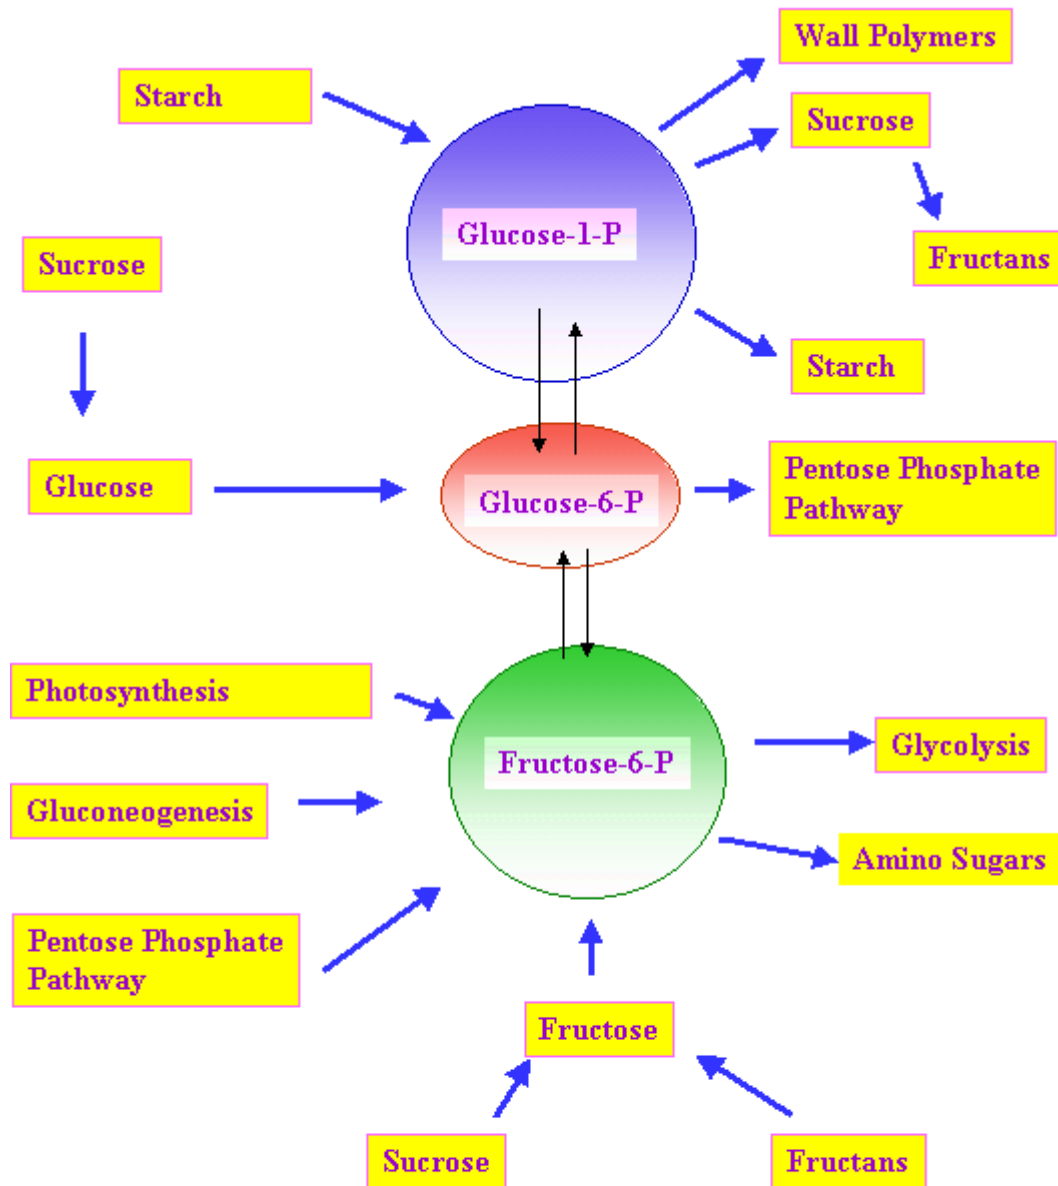 Wall Polymers
Starch
Sucrose
Glucose-1-P
Sucrose
Fructans
Starch
Glucose
Glucose-6-P
Pentose Phosphate
Pathway
Photosynthesis
Fructose-6-P
Glycolysis
Gluconeogenesis
Amino Sugars
Pentose Phosphate
Pathway
Fructose
Sucrose
Fructans